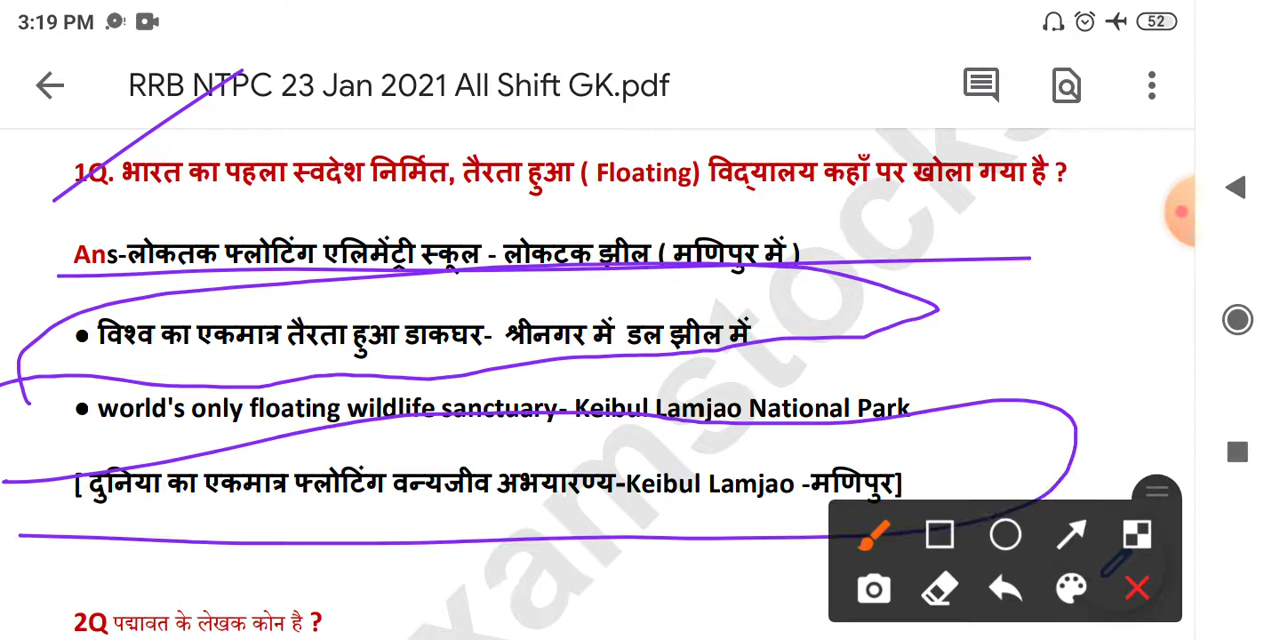 3:19 PM
52
RRB NTPC 23 Jan 2021 All Shift GK.pdf
1Q. भारत का पहला स्वदेश निर्मित, तैरता हुआ ( Floating) विद्यालय कहाँ पर खोला गया है ?
Ans-लोकतक फ्लोटिंग एलिमेंट्री स्कूल - लोकटक झील ( मणिपुर में )
● विश्व का एकमात्र तैरता हुआ डाकघर- श्रीनगर में डल झील में
● world's only floating wildlife sanctuary- Keibul Lamjao National Park
[ दुनिया का एकमात्र फ्लोटिंग वन्यजीव अभयारण्य-Keibul Lamjao -मणिपुर]
2Q पद्मावत के लेखक कोन है ?
examstocks